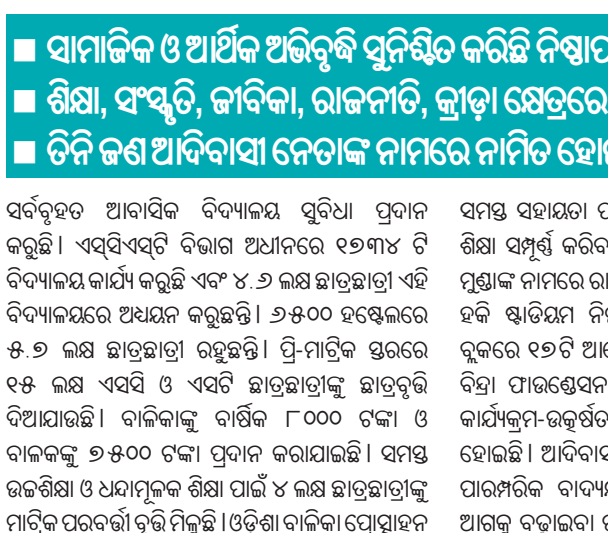 ■ ସାମାଜିକ ଓ ଆର୍ଥିକ ଅଭିବୃଦ୍ଧି ସୁନିଶ୍ଚିତ କରିଛି
■ ଶିକ୍ଷା, ସଂସ୍କୃତି, ଜୀବିକା, ରାଜନୀତି, କ୍ରୀଡ଼ା କ୍ଷେତ୍ରରେ
■ ତିନି ଜଣ ଆଦିବାସୀ ନେତାଙ୍କ ନାମରେ ନାମିତ
ସର୍ବବୃହତ ଆବାସିକ ବିଦ୍ୟାଳୟ ସୁବିଧା ପ୍ରଦାନ
କରୁଛି। ଏସ୍‌ସିଏସ୍‌ଟି ବିଭାଗ ଅଧୀନରେ ୧୭୩୪ ଟି
ବିଦ୍ୟାଳୟ କାର୍ଯ୍ୟ କରୁଛି ଏବଂ ୪.୬ ଲକ୍ଷ ଛାତ୍ରଛାତ୍ରୀ ଏହି
ବିଦ୍ୟାଳୟରେ ଅଧ୍ୟୟନ କରୁଛନ୍ତି। ୬୫୦୦ ହଷ୍ଟେଲରେ
୫.୭ ଲକ୍ଷ ଛାତ୍ରଛାତ୍ରୀ ରହୁଛନ୍ତି। ପ୍ରି-ମାଟ୍ରିକ ସ୍ତରରେ
୧୫ ଲକ୍ଷ ଏସସି ଓ ଏସଟି ଛାତ୍ରଛାତ୍ରୀଙ୍କୁ ଛାତ୍ରବୃତ୍ତି
ଦିଆଯାଉଛି। ବାଳିକାଙ୍କୁ ବାର୍ଷିକ ୮୦୦୦ ଟଙ୍କା ଓ
ବାଳକଙ୍କୁ ୭୫୦୦ ଟଙ୍କା ପ୍ରଦାନ କରାଯାଇଛି। ସମସ୍ତ
ଉଚ୍ଚଶିକ୍ଷା ଓ ଧନ୍ଦାମୂଳକ ଶିକ୍ଷା ପାଇଁ ୪ ଲକ୍ଷ ଛାତ୍ରଛାତ୍ରୀଙ୍କୁ
ମାଟ୍ରିକ ପରବର୍ତ୍ତୀ ବୃତ୍ତି ମିଳୁଛି। ଓଡ଼ିଶା ବାଳିକା ପ୍ରୋତ୍ସାହନ
ସମସ୍ତ ସହାୟତା
ଶିକ୍ଷା ସମ୍ପୂର୍ଣ୍ଣ
ମୁଣ୍ଡାଙ୍କ ନାମରେ
ହକି ଷ୍ଟାଡିୟମ
ବ୍ଲକରେ ୧୭ଟି
ବିନ୍ଦ୍ରା ଫାଉଣ୍ଡେସନ
କାର୍ଯ୍ୟକ୍ରମ-ଉତ୍କର୍ଷତ
ହୋଇଛି। ଆଦିବାସ
ପାରମ୍ପରିକ
ଆଗକୁ ବଢ଼ାଇବା